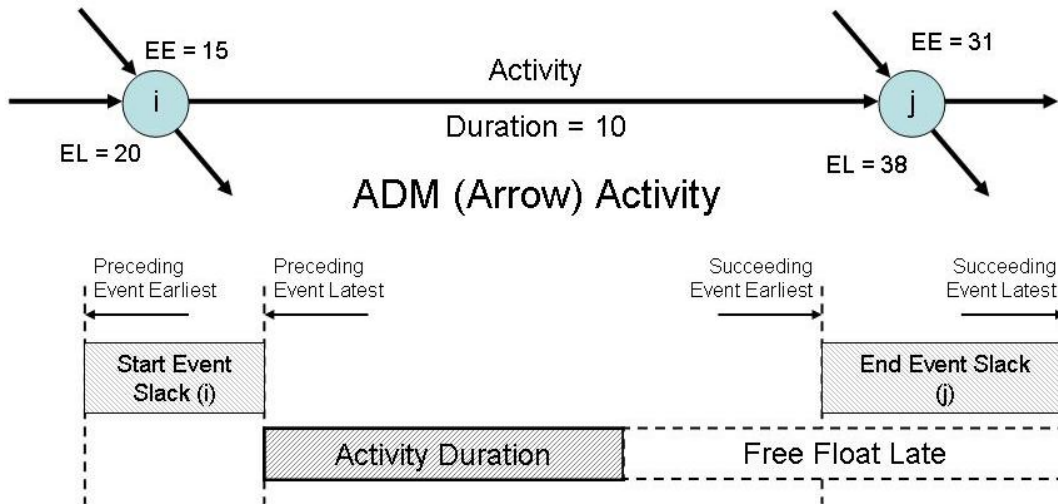 EE = 15
EE = 31
Activity
i
j
Duration = 10
EL = 20
EL = 38
ADM (Arrow) Activity
Preceding
Event Earliest
Preceding
Event Latest
Succeeding
Event Earliest
Succeeding
Event Latest
Start Event
Slack (i)
End Event Slack
(j)
Activity Duration
Free Float Late